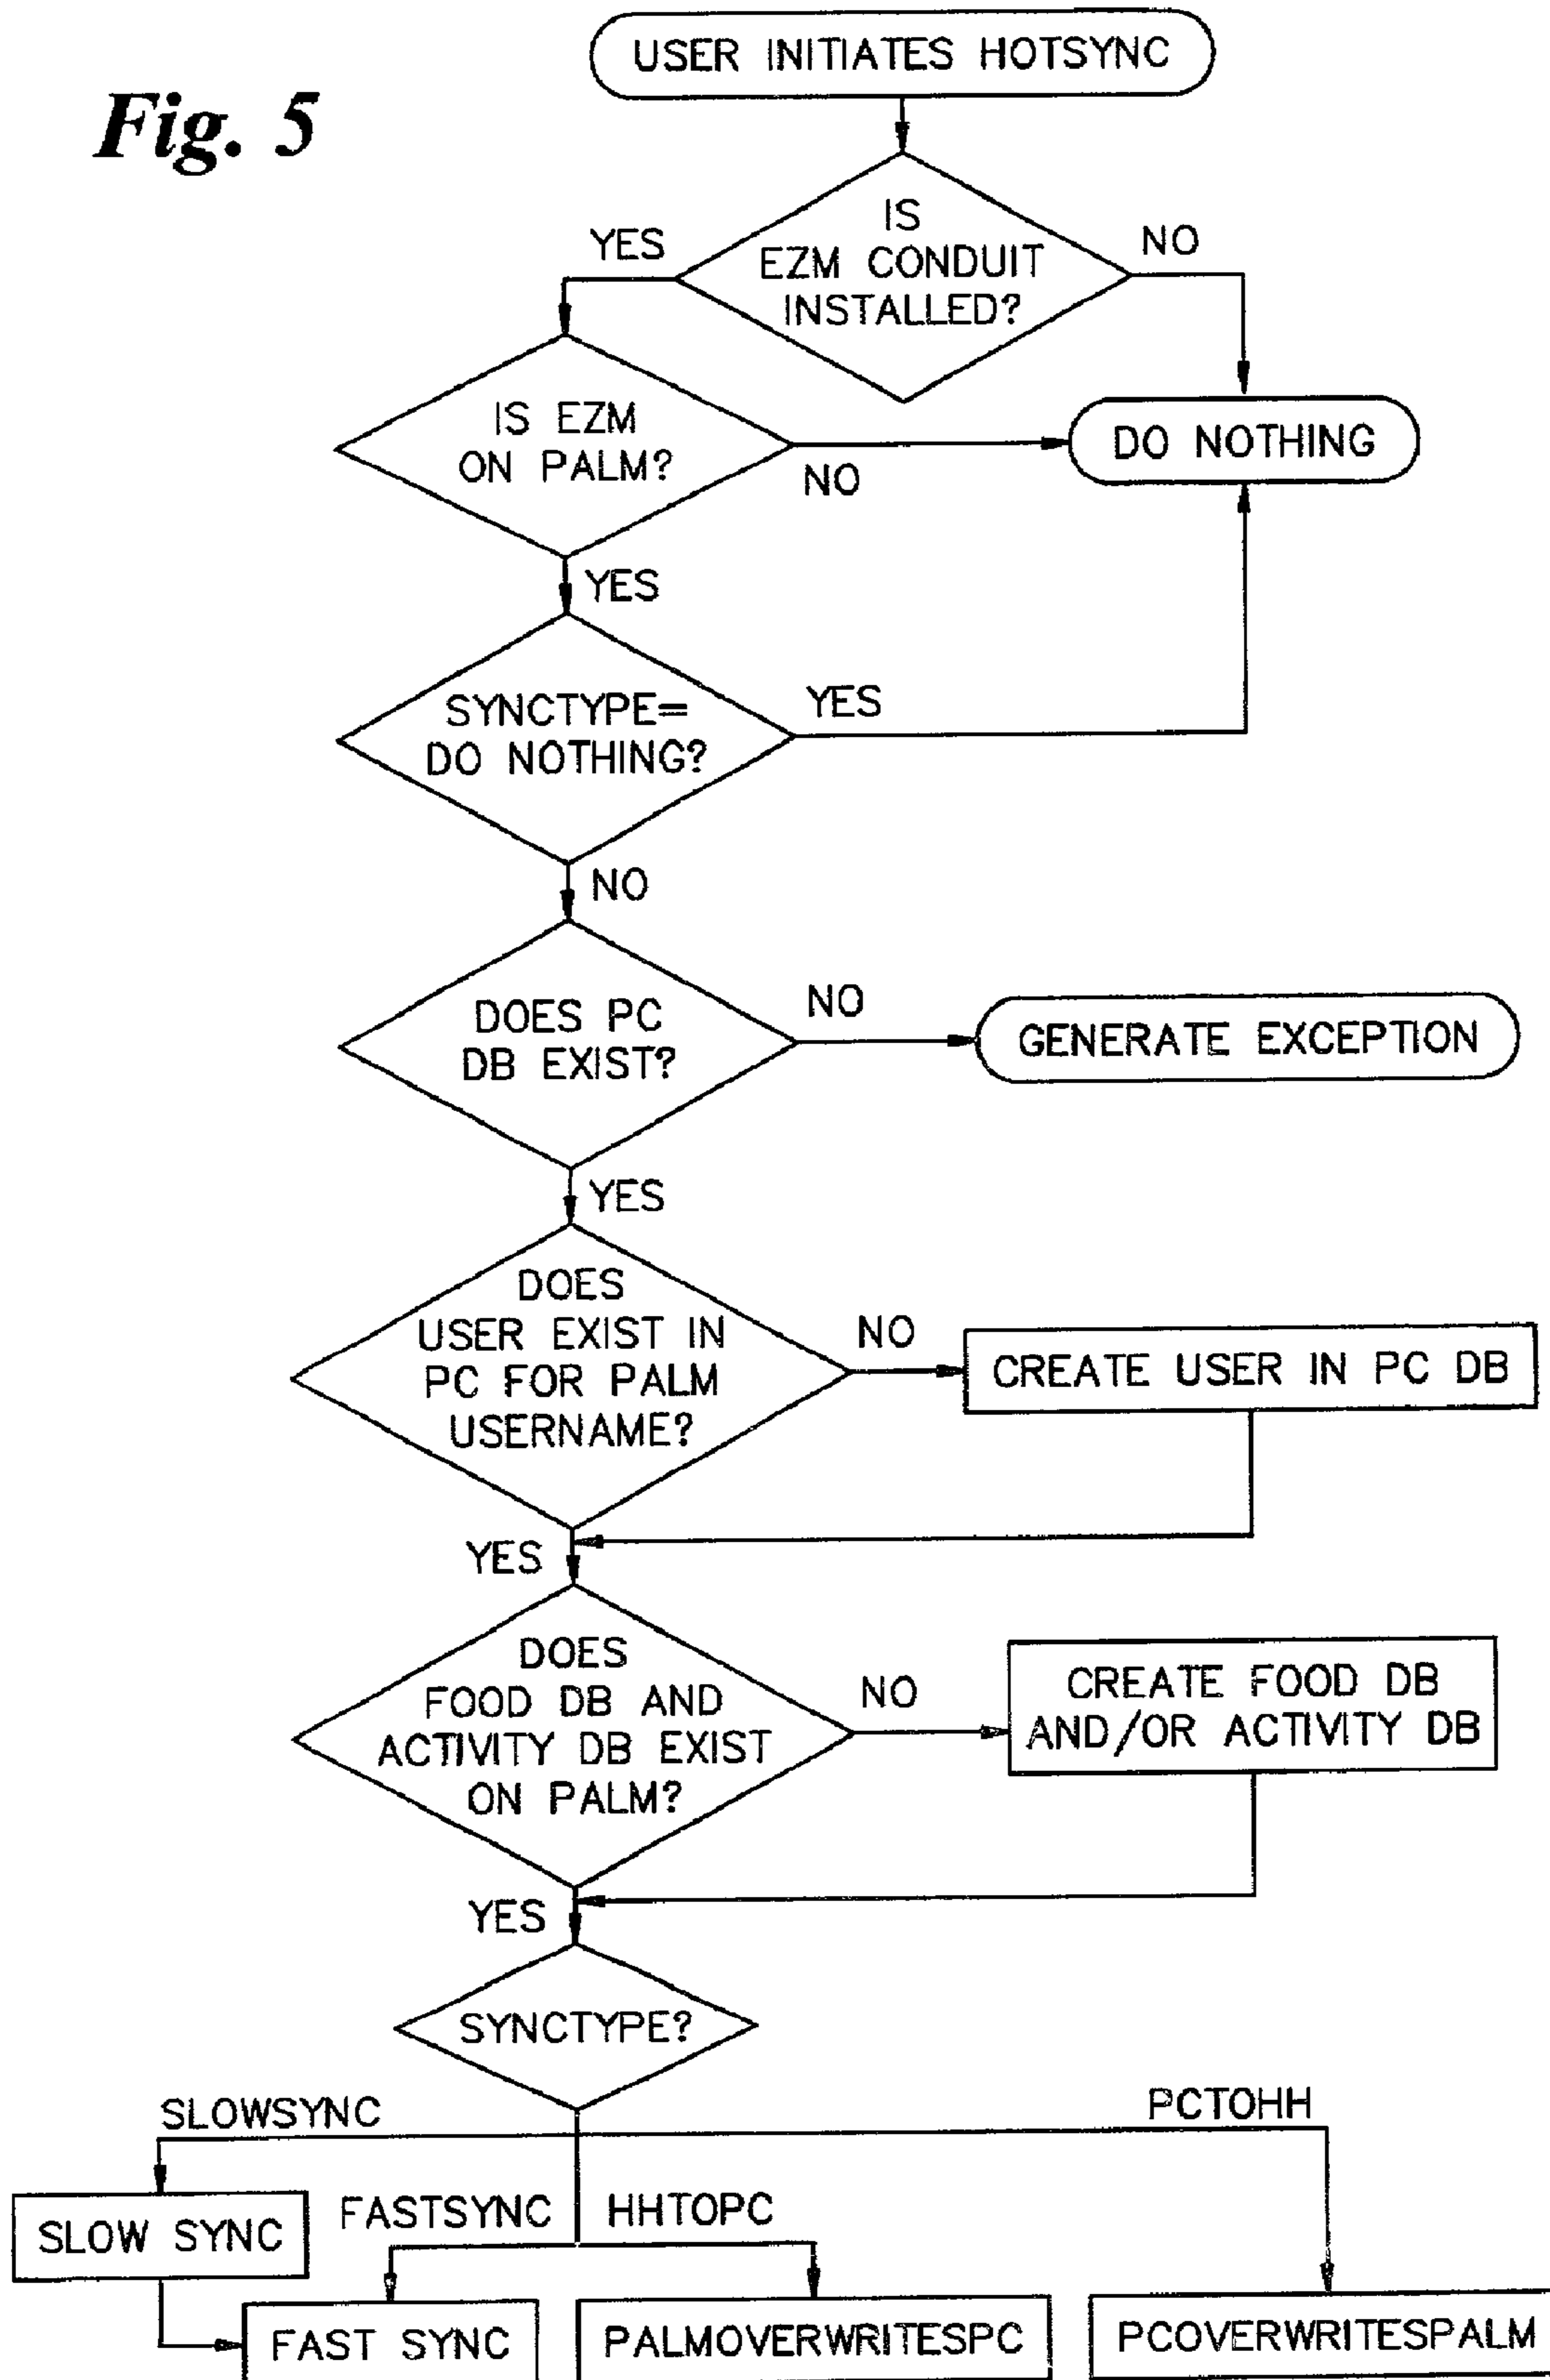 Fig. 5
USER INITIATES HOTSYNC
IS
EZM CONDUIT
INSTALLED?
YES
NO
IS EZM
ON PALM?
NO
DO NOTHING
YES
SYNCTYPE=
DO NOTHING?
YES
NO
DOES PC
DB EXIST?
NO
GENERATE EXCEPTION
YES
DOES
USER EXIST IN
PC FOR PALM
USERNAME?
NO
CREATE USER IN PC DB
YES
DOES
FOOD DB AND
ACTIVITY DB EXIST
ON PALM?
NO
CREATE FOOD DB
AND/OR ACTIVITY DB
YES
SYNCTYPE?
SLOWSYNC
PCTOHH
SLOW SYNC
FASTSYNC
HHTOPC
FAST SYNC
PALMOVERWRITESPC
PCOVERWRITESPALM